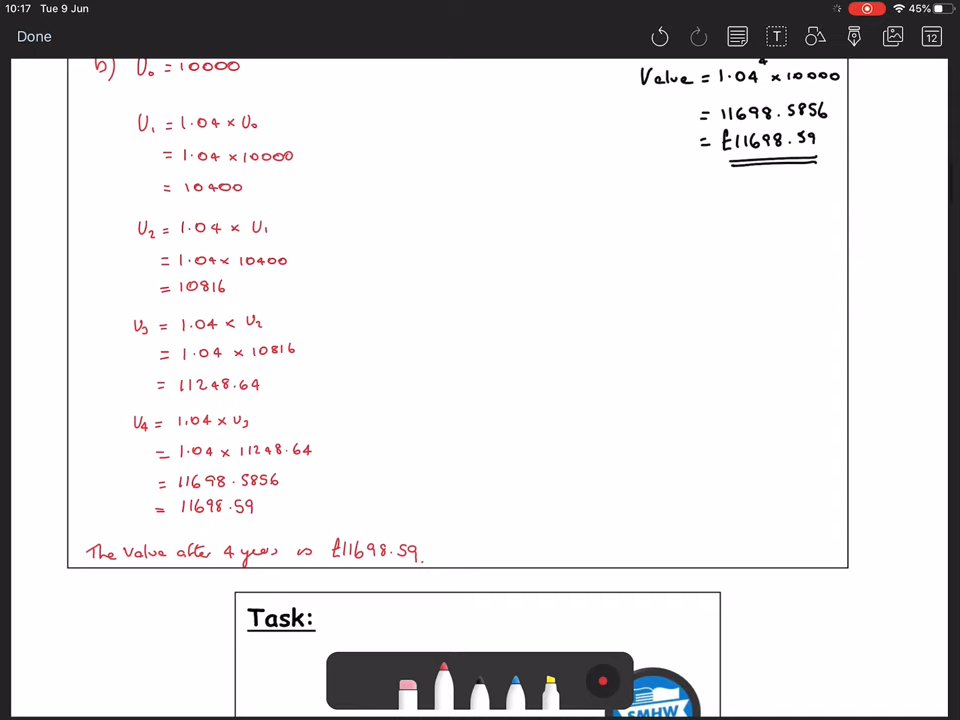 10:17 Tue 9 Jun 45%
Done
12
b) U₀ = 10000
U₁ = 1.04 × U₀
= 1.04 × 10000
= 10400
U₂ = 1.04 × U₁
= 1.04 × 10400
= 10816
U₃ = 1.04 × U₂
= 1.04 × 10816
= 11248.64
U₄ = 1.04 × U₃
= 1.04 × 11248.64
= 11698.5856
= 11698.59
The value after 4 years is £11698.59.
Value = 1.04⁴ × 10000
= 11698.5856
= £11698.59
Task:
SMHW